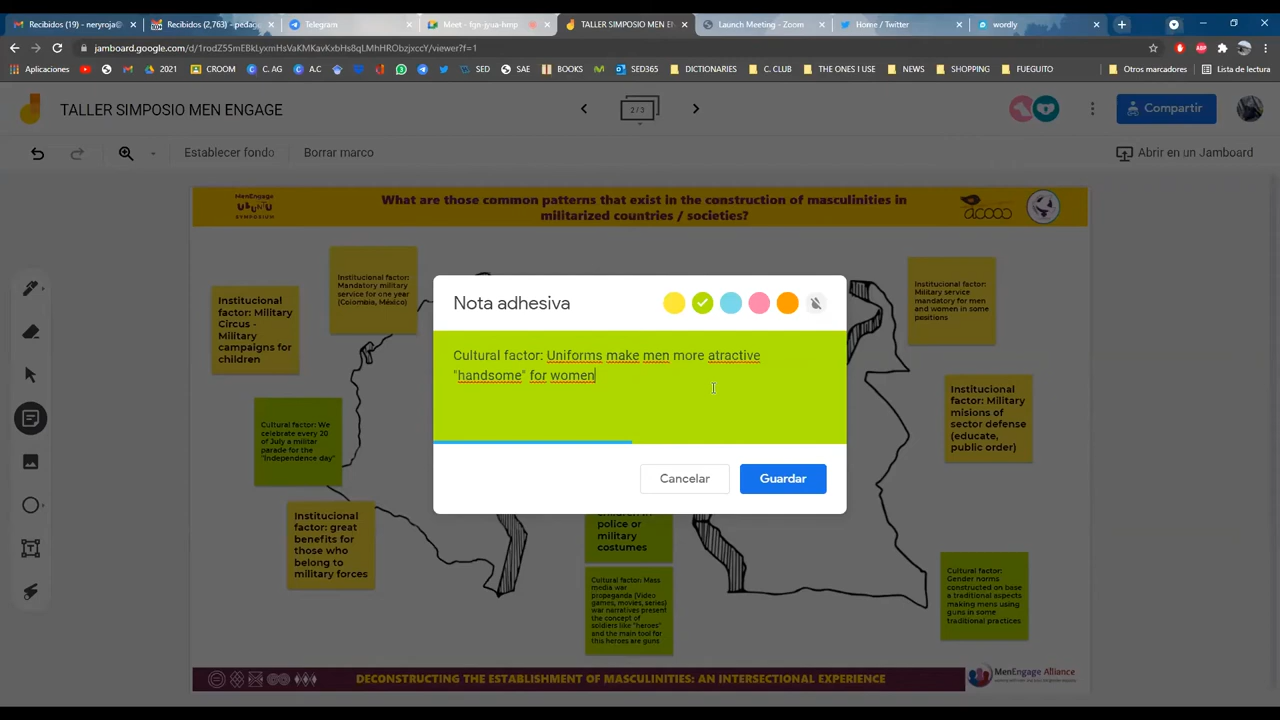 Recibidos (19) - neryroja@
Recibidos (2,763) - pedag
Telegram
Meet - fqn-jyua-hmp
TALLER SIMPOSIO MEN EN
Launch Meeting - Zoom
Home / Twitter
wordly
jamboard.google.com/d/1rodZ55mEBkLyxmHsVaKMKavKxbHs8qLMhHRObzjxccY/viewer?f=1
Aplicaciones
2021
CROOM
C. AG
A.C
SED
SAE
BOOKS
SED365
DICTIONARIES
C. CLUB
THE ONES I USE
NEWS
SHOPPING
FUEGUITO
Otros marcadores
Lista de lectura
TALLER SIMPOSIO MEN ENGAGE
2/3
Compartir
Establecer fondo
Borrar marco
Abrir en un Jamboard
MenEngage
UBUNTU
SYMPOSIUM
What are those common patterns that exist in the construction of masculinities in
militarized countries / societies?
acooc
Institutional factor:
Mandatory military
service for one year
(Colombia, México)
Institutional
factor: Military
Circus -
Military
campaigns for
children
Cultural factor: We
celebrate every 20
of July a militar
parade for the
"Independence day"
Institutional
factor: great
benefits for
those who
belong to
military forces
Nota adhesiva
Cultural factor: Uniforms make men more atractive
"handsome" for women
Cancelar
Guardar
children in
police or
military
costumes
Cultural factor: Mass
media war
propaganda (Video
games, movies, series)
war narratives present
the concept of
soldiers like "heroes"
and the main tool for
this heroes are guns
Institutional factor:
Military service
mandatory for men
and women in some
positions
Institutional
factor: Military
misions of
sector defense
(educate,
public order)
Cultural factor:
Gender norms
constructed on base
a traditional aspects
making mens using
guns in some
traditional practices
DECONSTRUCTING THE ESTABLISHMENT OF MASCULINITIES: AN INTERSECTIONAL EXPERIENCE
MenEngage Alliance